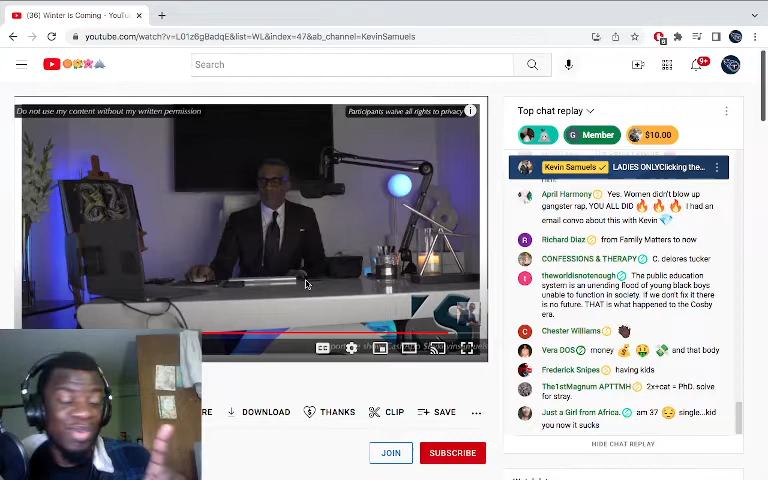 (36) Winter Is Coming - YouTu
youtube.com/watch?v=L01z6gBadqE&list=WL&index=47&ab_channel=KevinSamuels
Search
9+
Do not use my content without my written permission
Participants waive all rights to privacy
Top chat replay
G Member
$10.00
Kevin Samuels
LADIES ONLYClicking the...
April Harmony Yes. Women didn't blow up
gangster rap, YOU ALL DID
I had an
email convo about this with Kevin
R Richard Diaz from Family Matters to now
CONFESSIONS & THERAPY C. delores tucker
t theworldisnotenough The public education
system is an unending flood of young black boys
unable to function in society. If we don't fix it there
is no future. THAT is what happened to the Cosby
era.
Chester Williams
Vera DOS money and that body
Frederick Snipes having kids
The1stMagnum APTTMH 2x+cat = PhD. solve
for stray.
Just a Girl from Africa. am 37 single...kid
you now it sucks
HIDE CHAT REPLAY
CC
RE
DOWNLOAD
THANKS
CLIP
SAVE
JOIN
SUBSCRIBE